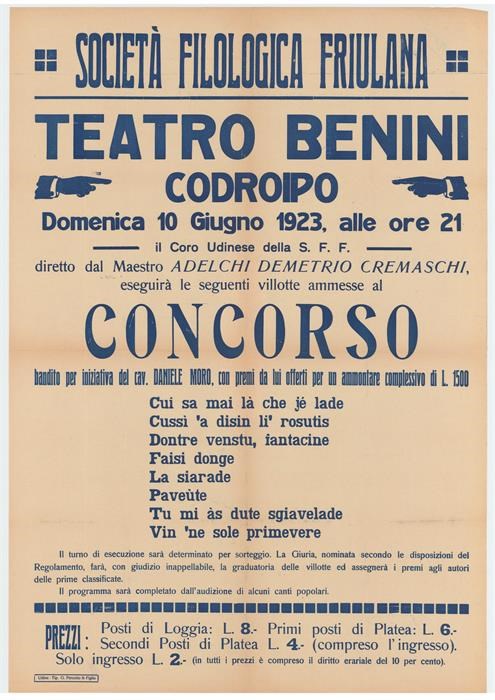 SOCIETÀ FILOLOGICA FRIULANA
TEATRO BENINI
CODROIPO
Domenica 10 Giugno 1923, alle ore 21
il Coro Udinese della S. F. F.
diretto dal Maestro ADELCHI DEMETRIO CREMASCHI,
eseguirà le seguenti villotte ammesse al
CONCORSO
bandito per iniziativa del cav. DANIELE MORO, con premi da lui offerti per un ammontare complessivo di L. 1500
Cui sa mai là che jé lade
Cussì 'a disin li' rosutis
Dontre venstu, fantacine
Faisi donge
La siarade
Paveùte
Tu mi às dute sgiavelade
Vin 'ne sole primevere
Il turno di esecuzione sarà determinato per sorteggio. La Giuria, nominata secondo le disposizioni del
Regolamento, farà, con giudizio inappellabile, la graduatoria delle villotte ed assegnerà i premi agli autori
delle prime classificate.
Il programma sarà completato dall'audizione di alcuni canti popolari.
PREZZI: Posti di Loggia: L. 8.- Primi posti di Platea: L. 6.-
Secondi Posti di Platea L. 4.- (compreso l'ingresso).
Solo ingresso L. 2.- (in tutti i prezzi è compreso il diritto erariale del 10 per cento).
Udine - Tip. G. Percotto & Figlio